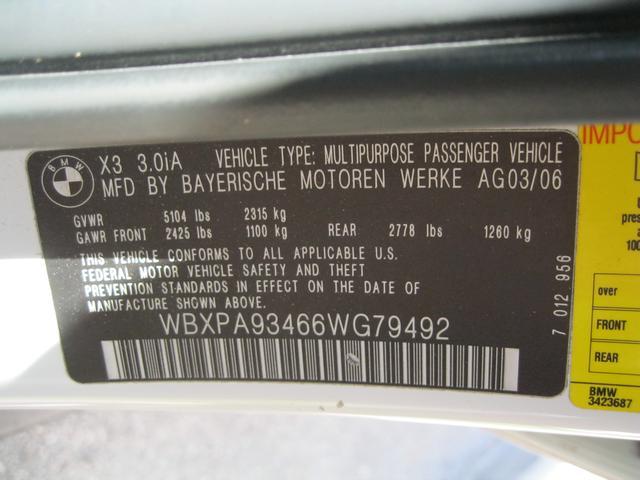 BMW
X3 3.0iA VEHICLE TYPE: MULTIPURPOSE PASSENGER VEHICLE
MFD BY BAYERISCHE MOTOREN WERKE AG03/06
GVWR 5104 lbs 2315 kg
GAWR FRONT 2425 lbs 1100 kg REAR 2778 lbs 1260 kg
THIS VEHICLE CONFORMS TO ALL APPLICABLE U.S.
FEDERAL MOTOR VEHICLE SAFETY AND THEFT
PREVENTION STANDARDS IN EFFECT ON THE DATE
OF MANUFACTURE SHOWN ABOVE.
WBXPA93466WG79492
7 012 956
over
FRONT
REAR
BMW
3423687